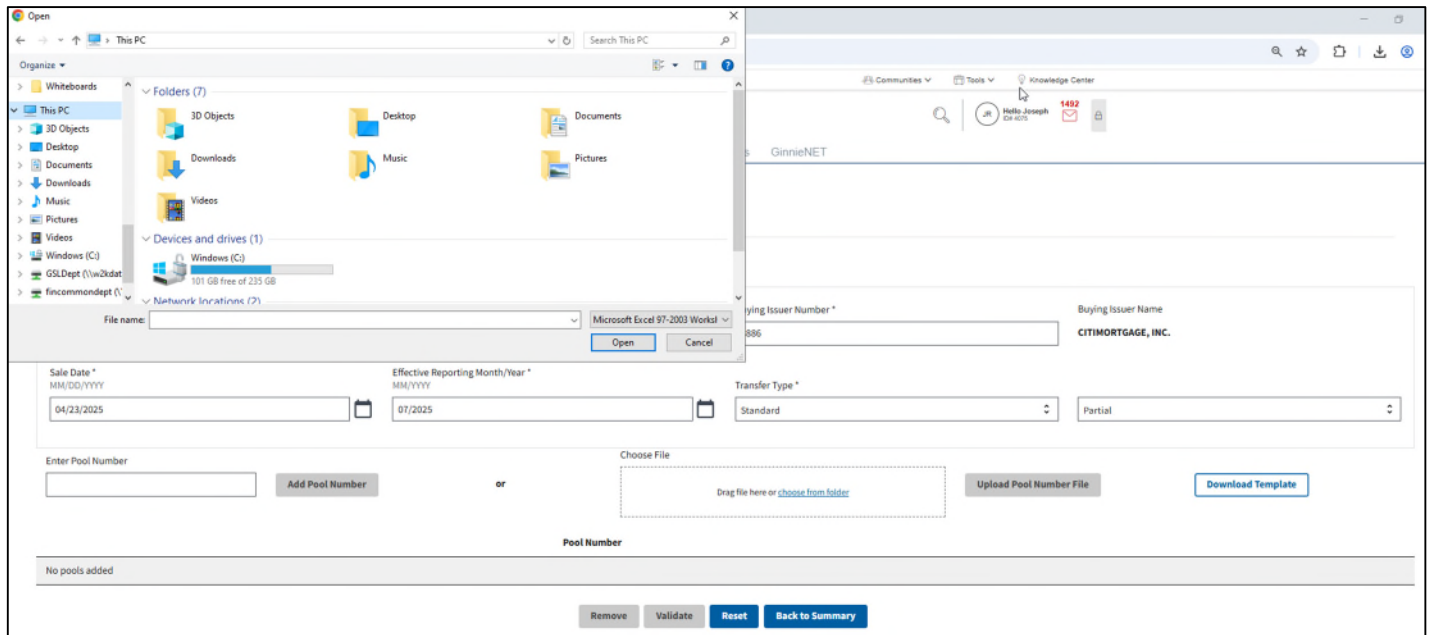 Open
This PC
Search This PC
Organize
Whiteboards
This PC
3D Objects
Desktop
Documents
Downloads
Music
Pictures
Videos
Windows (C:)
GSLDept (\\w2kdat
fincommondept (\\
Folders (7)
3D Objects
Desktop
Documents
Downloads
Music
Pictures
Videos
Devices and drives (1)
Windows (C:)
101 GB free of 235 GB
Network locations (2)
File name:
Microsoft Excel 97-2003 Worksl
Open
Cancel
Communities
Tools
Knowledge Center
JR
Hello Joseph
1492
s
GinnieNET
ying Issuer Number *
Buying Issuer Name
886
CITIMORTGAGE, INC.
Sale Date *
MM/DD/YYYY
04/23/2025
Effective Reporting Month/Year *
MM/YYYY
07/2025
Transfer Type *
Standard
Partial
Enter Pool Number
Add Pool Number
or
Choose File
Drag file here or choose from folder
Upload Pool Number File
Download Template
Pool Number
No pools added
Remove
Validate
Reset
Back to Summary